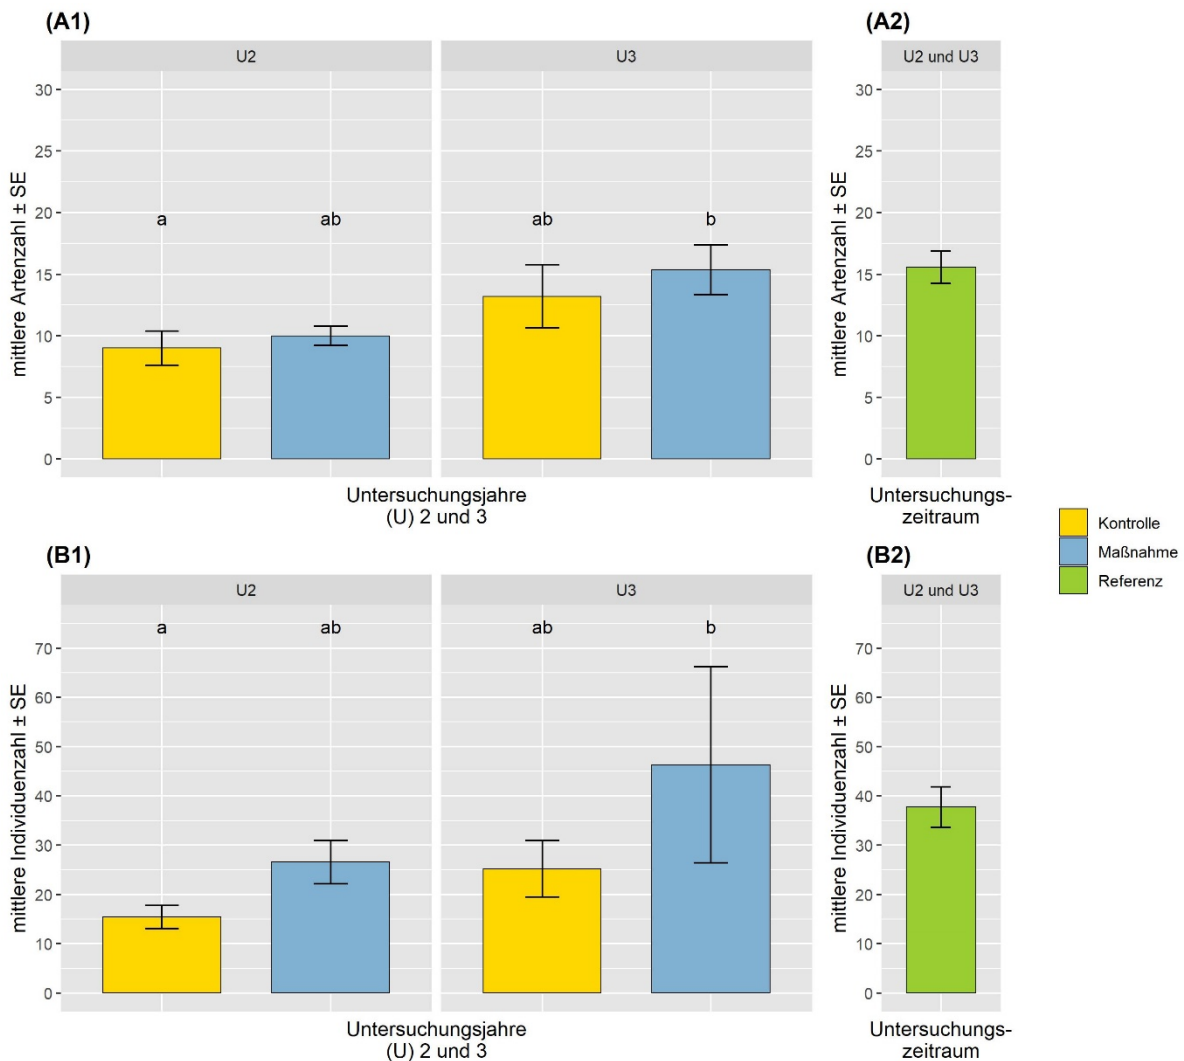 (A1)
(A2)
U2
U3
U2 und U3
mittlere Artenzahl ± SE
30
25
20
15
10
5
0
a
ab
ab
b
mittlere Artenzahl ± SE
30
25
20
15
10
5
0
Untersuchungsjahre
(U) 2 und 3
Untersuchungs-
zeitraum
Kontrolle
Maßnahme
Referenz
(B1)
(B2)
U2
U3
U2 und U3
mittlere Individuenzahl ± SE
70
60
50
40
30
20
10
0
a
ab
ab
b
mittlere Individuenzahl ± SE
70
60
50
40
30
20
10
0
Untersuchungsjahre
(U) 2 und 3
Untersuchungs-
zeitraum